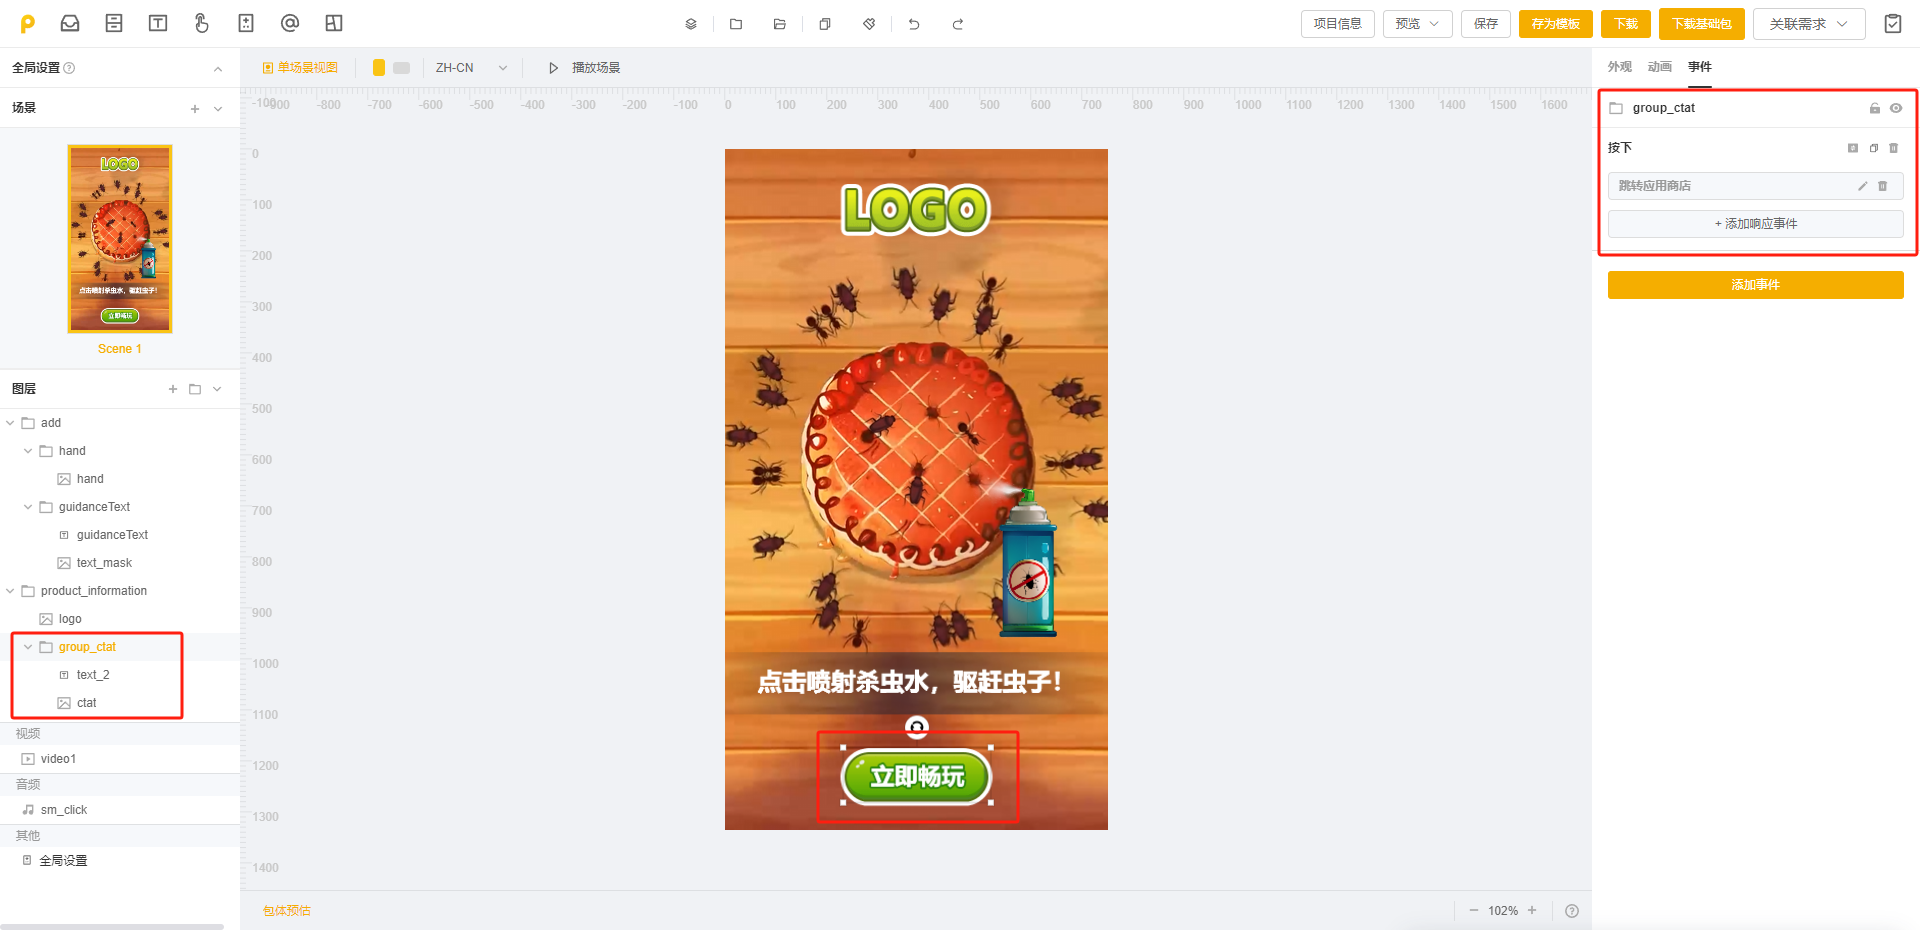 项目信息
预览
保存
存为模板
下载
下载基础包
关联需求
全局设置
单场景视图
ZH-CN
播放场景
外观
动画
事件
场景
-100
-900 -800 -700 -600 -500 -400 -300 -200 -100 0 100 200 300 400 500 600 700 800 900 1000 1100 1200 1300 1400 1500 1600
group_ctat
按下
跳转应用商店
+ 添加响应事件
添加事件
LOGO
点击喷射杀虫水，驱赶虫子！
立即畅玩
Scene 1
图层
add
hand
hand
guidanceText
guidanceText
text_mask
product_information
logo
group_ctat
text_2
ctat
视频
video1
音频
sm_click
其他
全局设置
0
100
200
300
400
500
600
700
800
900
1000
1100
1200
1300
1400
LOGO
点击喷射杀虫水，驱赶虫子！
立即畅玩
包体预估
102%